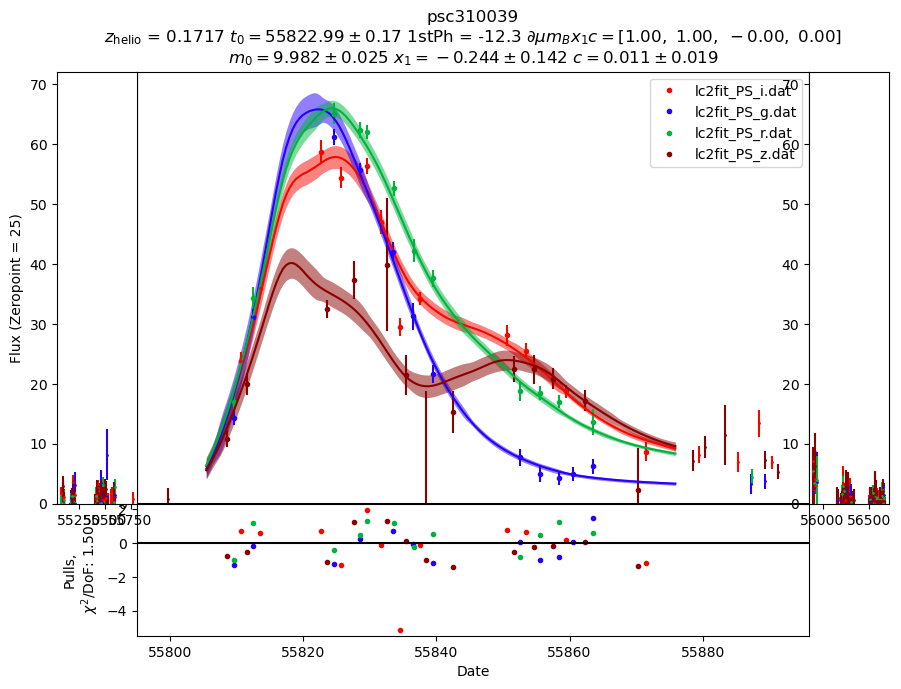 psc310039
z_helio = 0.1717 t_0 = 55822.99 ± 0.17 1stPh = -12.3 ∂μm_Bx_1c = [1.00, 1.00, −0.00, 0.00]
m_0 = 9.982 ± 0.025 x_1 = −0.244 ± 0.142 c = 0.011 ± 0.019
lc2fit_PS_i.dat
lc2fit_PS_g.dat
lc2fit_PS_r.dat
lc2fit_PS_z.dat
Flux (Zeropoint = 25)
70
60
50
40
30
20
10
0
70
60
50
40
30
20
10
0
55250
55500
55750
56000
56500
Pulls,
χ²/DoF: 1.50
2
0
−2
−4
55800
55820
55840
55860
55880
Date